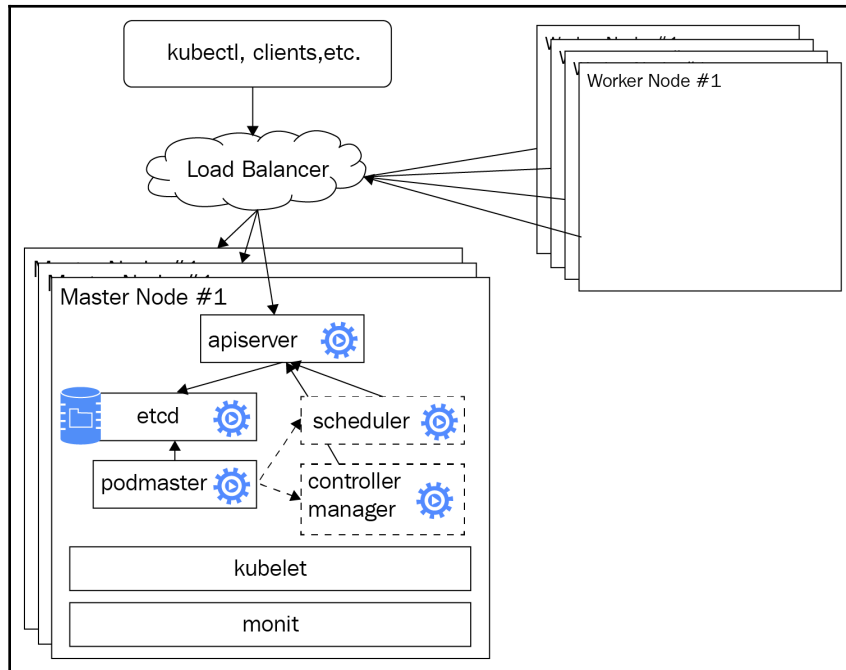 kubectl, clients,etc.
Worker Node #1
Load Balancer
Master Node #1
apiserver
etcd
scheduler
podmaster
controller
manager
kubelet
monit